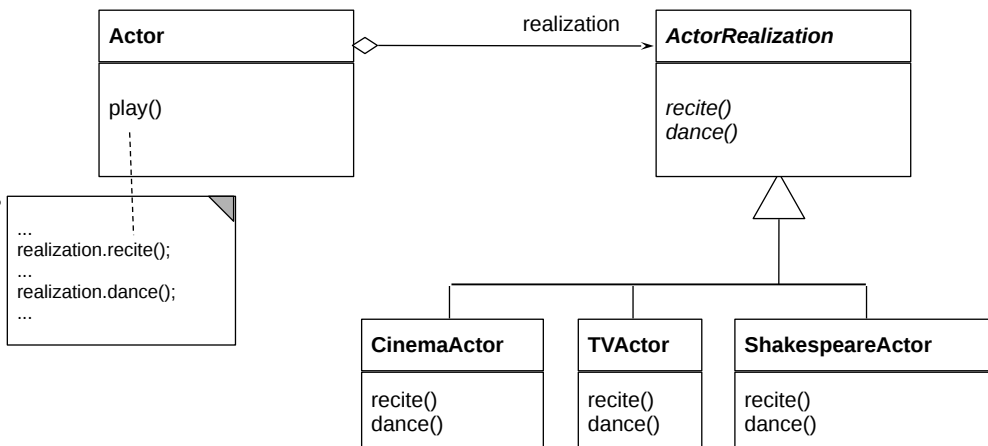 Actor
realization
ActorRealization
play()
recite()
dance()
...
realization.recite();
...
realization.dance();
...
CinemaActor
recite()
dance()
TVActor
recite()
dance()
ShakespeareActor
recite()
dance()